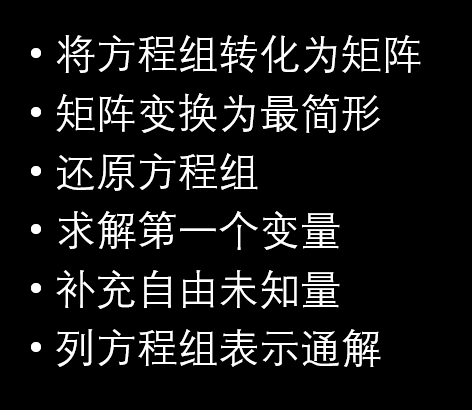 • 将方程组转化为矩阵
• 矩阵变换为最简形
• 还原方程组
• 求解第一个变量
• 补充自由未知量
• 列方程组表示通解